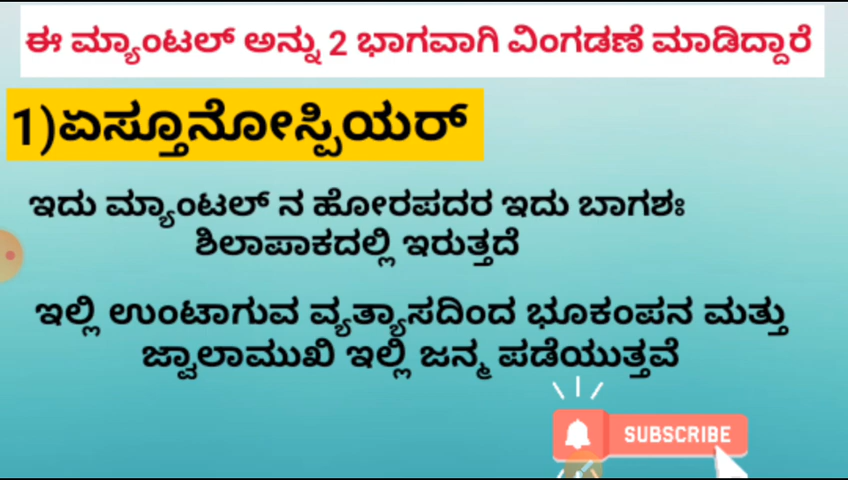 ಈ ಮ್ಯಾಂಟಲ್ ಅನ್ನು 2 ಭಾಗವಾಗಿ ವಿಂಗಡಣೆ ಮಾಡಿದ್ದಾರೆ
1)ಏಸ್ತೂನೋಸ್ಪಿಯರ್
ಇದು ಮ್ಯಾಂಟಲ್ ನ ಹೋರಪದರ ಇದು ಬಾಗಶಃ
ಶಿಲಾಪಾಕದಲ್ಲಿ ಇರುತ್ತದೆ
ಇಲ್ಲಿ ಉಂಟಾಗುವ ವ್ಯತ್ಯಾಸದಿಂದ ಭೂಕಂಪನ ಮತ್ತು
ಜ್ವಾಲಾಮುಖಿ ಇಲ್ಲಿ ಜನ್ಮ ಪಡೆಯುತ್ತವೆ
SUBSCRIBE